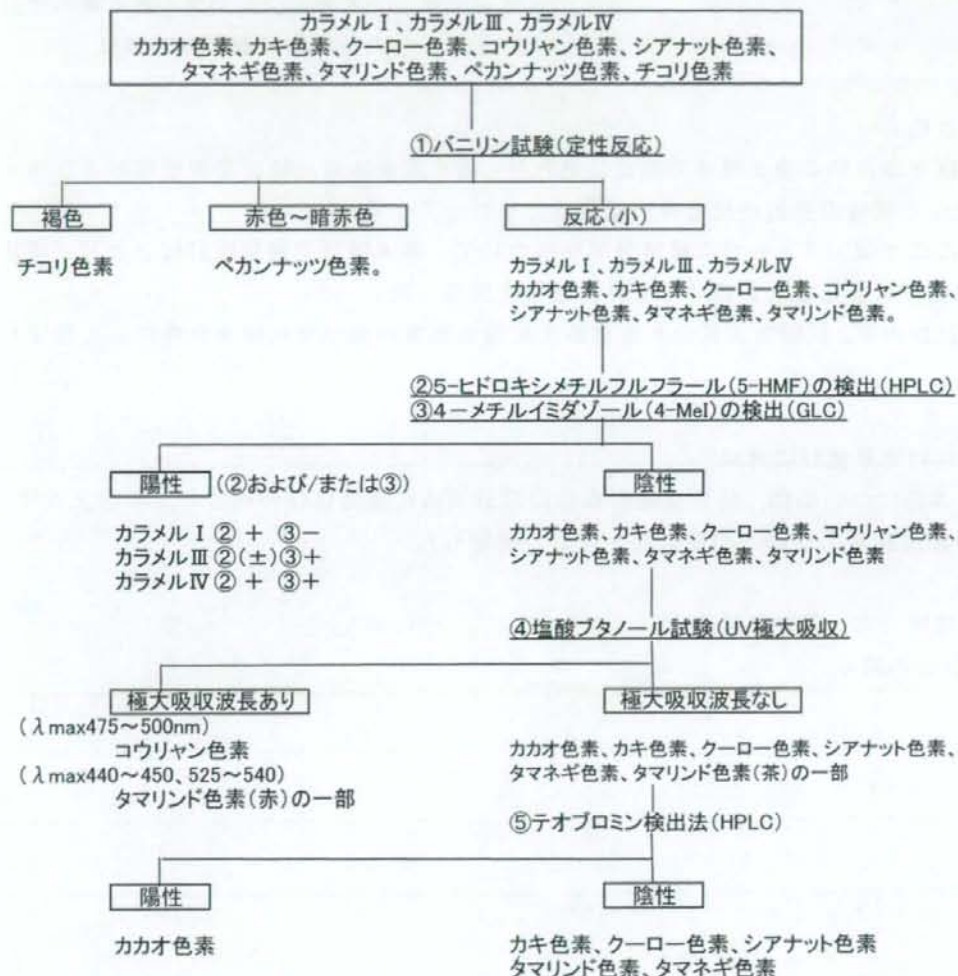 カラメルⅠ、カラメルⅢ、カラメルⅣ
カカオ色素、カキ色素、クーロー色素、コウリャン色素、シアナット色素、
タマネギ色素、タマリンド色素、ペカンナッツ色素、チコリ色素
①バニリン試験(定性反応)
褐色
赤色～暗赤色
反応(小)
チコリ色素
ペカンナッツ色素。
カラメルⅠ、カラメルⅢ、カラメルⅣ
カカオ色素、カキ色素、クーロー色素、コウリャン色素、
シアナット色素、タマネギ色素、タマリンド色素。
②5-ヒドロキシメチルフルフラール(5-HMF)の検出(HPLC)
③4－メチルイミダゾール(4-MeI)の検出(GLC)
陽性 (②および/または③)
陰性
カラメルⅠ ② ＋ ③－
カラメルⅢ ②(±)③＋
カラメルⅣ ② ＋ ③＋
カカオ色素、カキ色素、クーロー色素、コウリャン色素、
シアナット色素、タマネギ色素、タマリンド色素
④塩酸ブタノール試験(UV極大吸収)
極大吸収波長あり
極大吸収波長なし
(λmax475～500nm)
コウリャン色素
(λmax440～450、525～540)
タマリンド色素(赤)の一部
カカオ色素、カキ色素、クーロー色素、シアナット色素、
タマネギ色素、タマリンド色素(茶)の一部
⑤テオブロミン検出法(HPLC)
陽性
陰性
カカオ色素
カキ色素、クーロー色素、シアナット色素
タマリンド色素、タマネギ色素